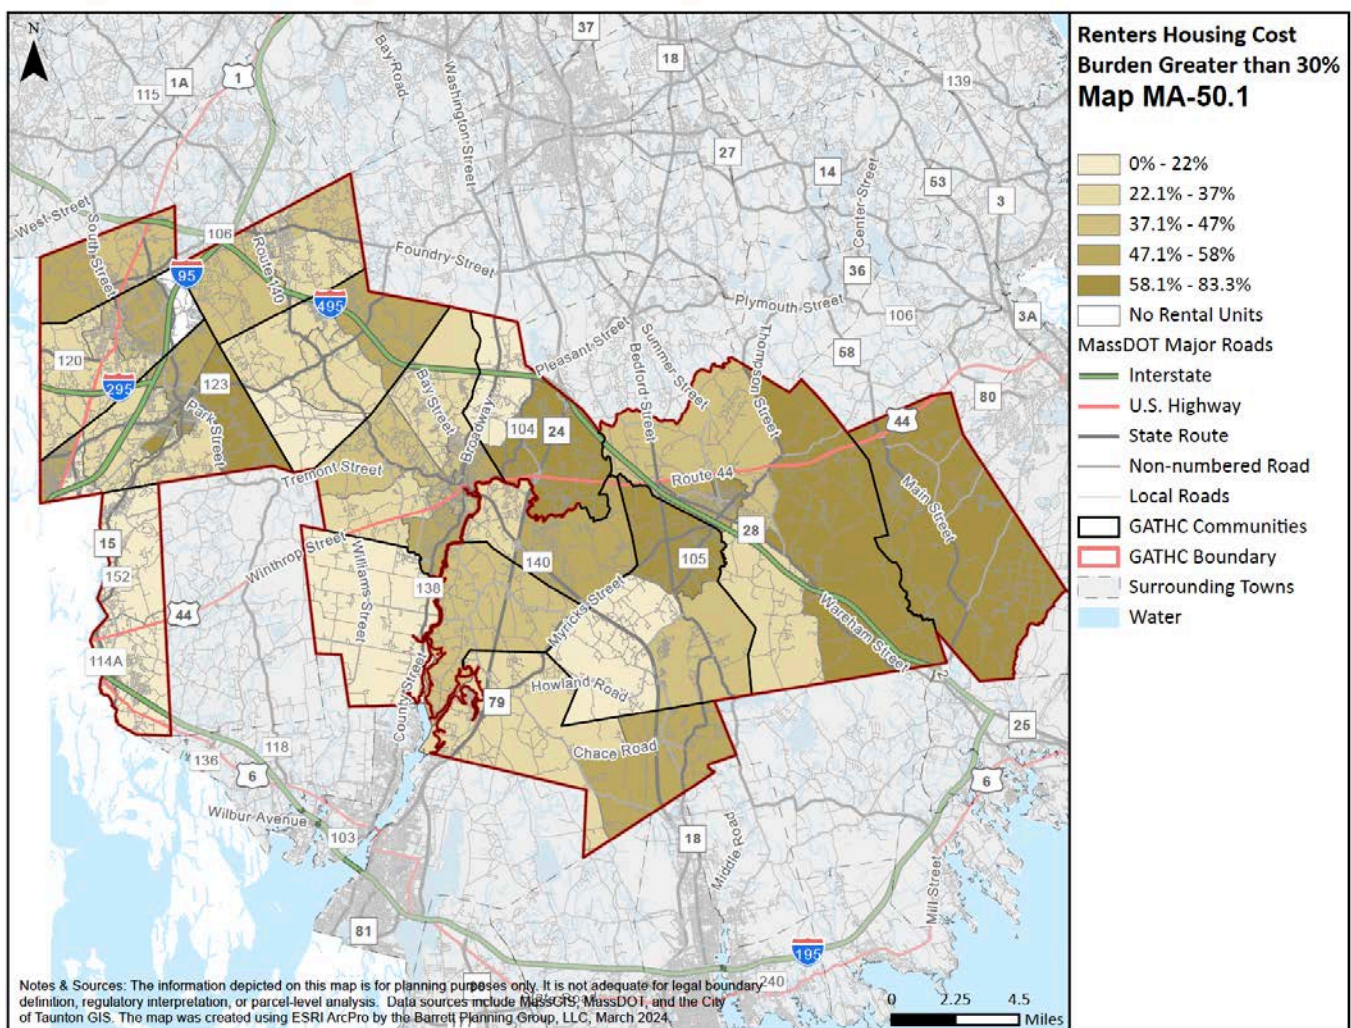 Renters Housing Cost
Burden Greater than 30%
Map MA-50.1
0% - 22%
22.1% - 37%
37.1% - 47%
47.1% - 58%
58.1% - 83.3%
No Rental Units
MassDOT Major Roads
Interstate
U.S. Highway
State Route
Non-numbered Road
Local Roads
GATHC Communities
GATHC Boundary
Surrounding Towns
Water
N
37
18
1A
1
115
139
Bay Road
Washington Street
27
14
53
3
Center Street
West Street
South Street
106
Route 140
Foundry Street
95
495
36
Plymouth Street
106
3A
Pleasant Street
Summer Street
Bedford Street
Thompson Street
58
120
295
123
Park Street
Bay Street
Broadway
104
24
80
44
Tremont Street
Route 44
Main Street
15
152
Winthrop Street
Williams Street
138
140
105
28
44
Myricks Street
Wareham Street
114A
County Street
Howland Road
79
Chace Road
25
118
136
6
6
Wilbur Avenue
103
18
Middle Road
Mill Street
81
195
240
Notes & Sources: The information depicted on this map is for planning purposes only. It is not adequate for legal boundary
definition, regulatory interpretation, or parcel-level analysis. Data sources include MassGIS, MassDOT, and the City
of Taunton GIS. The map was created using ESRI ArcPro by the Barrett Planning Group, LLC, March 2024.
0 2.25 4.5
Miles